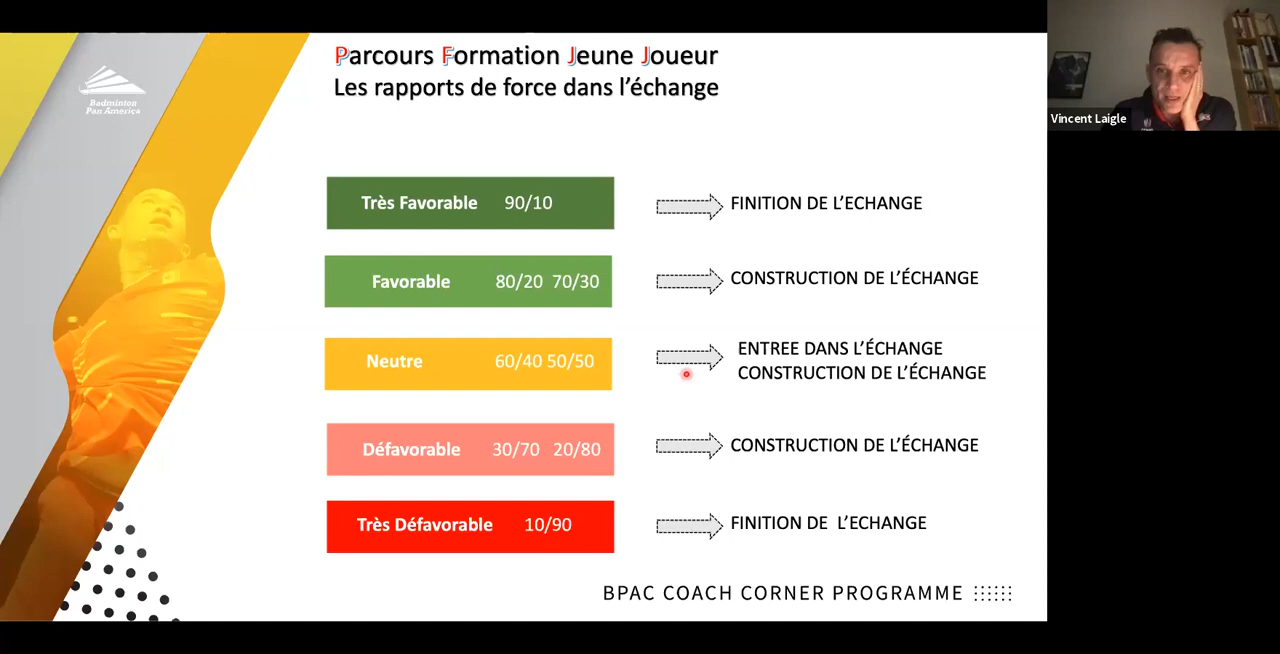 Parcours Formation Jeune Joueur
Les rapports de force dans l'échange
Badminton
Pan America
Vincent Laigle
Très Favorable 90/10
FINITION DE L'ECHANGE
Favorable 80/20 70/30
CONSTRUCTION DE L'ÉCHANGE
Neutre 60/40 50/50
ENTREE DANS L'ÉCHANGE
CONSTRUCTION DE L'ÉCHANGE
Défavorable 30/70 20/80
CONSTRUCTION DE L'ÉCHANGE
Très Défavorable 10/90
FINITION DE L'ECHANGE
BPAC COACH CORNER PROGRAMME